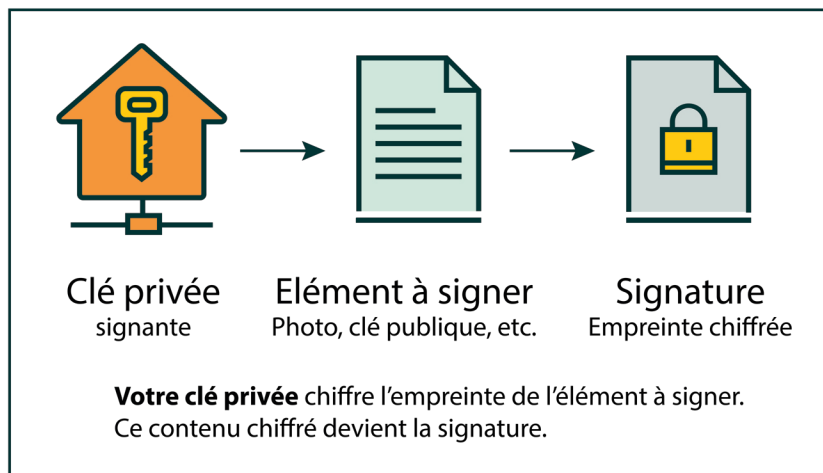 Clé privée
signante
Elément à signer
Photo, clé publique, etc.
Signature
Empreinte chiffrée
Votre clé privée chiffre l’empreinte de l’élément à signer.
Ce contenu chiffré devient la signature.